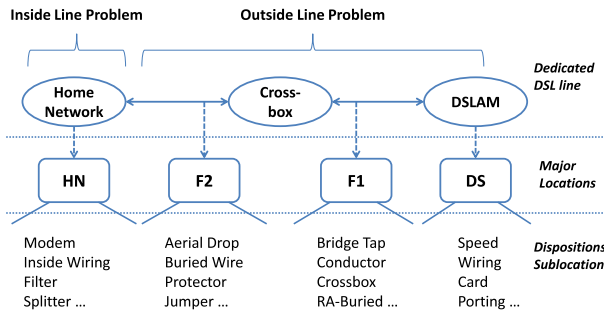 Inside Line Problem Outside Line Problem
Home Network Cross-box DSLAM Dedicated DSL line
HN F2 F1 DS Major Locations
Modem Aerial Drop Bridge Tap Speed
Inside Wiring Buried Wire Conductor Wiring Dispositions
Filter Protector Crossbox Card Sublocation
Splitter ... Jumper ... RA-Buried ... Porting ...